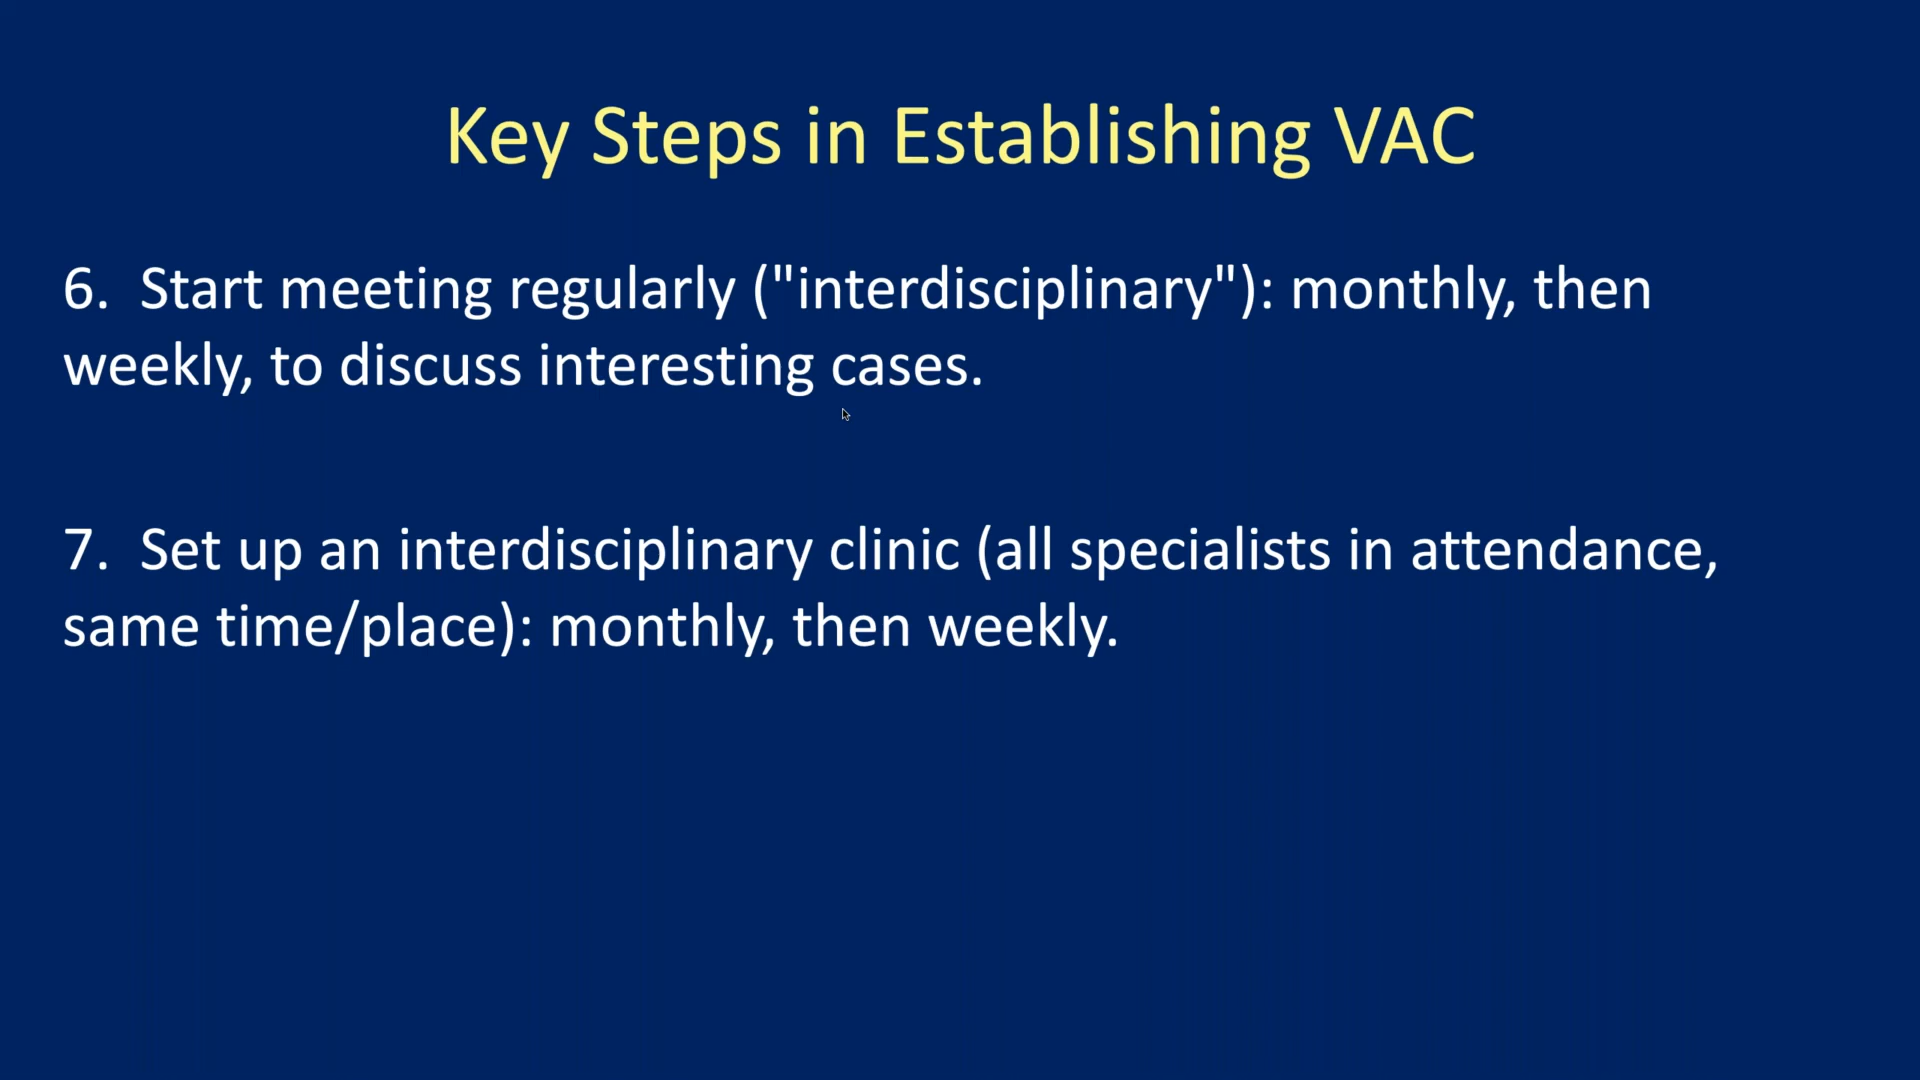 Key Steps in Establishing VAC
6. Start meeting regularly ("interdisciplinary"): monthly, then
weekly, to discuss interesting cases.
7. Set up an interdisciplinary clinic (all specialists in attendance,
same time/place): monthly, then weekly.